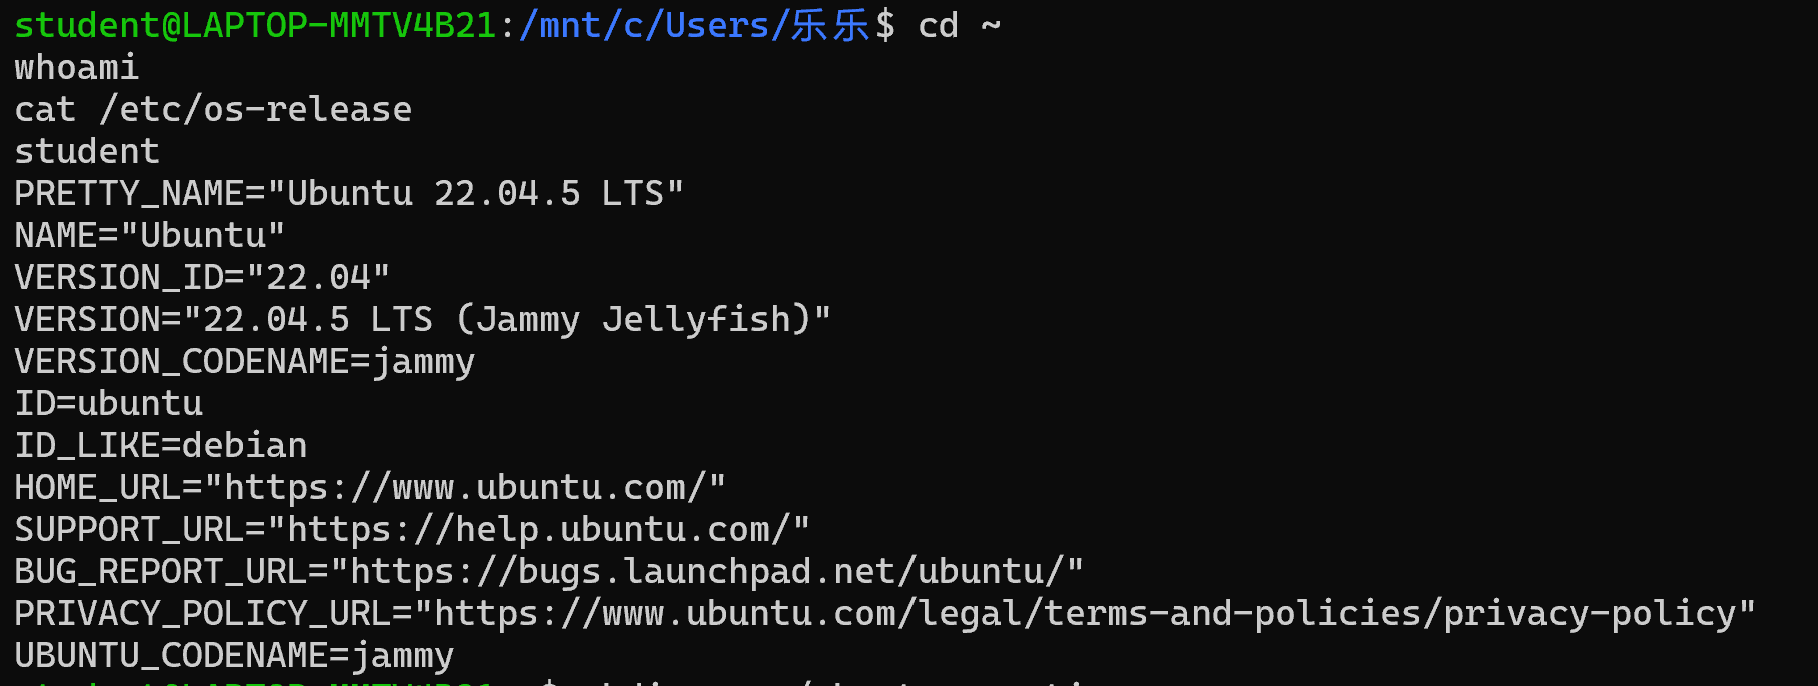 student@LAPTOP-MMTV4B21:/mnt/c/Users/乐乐$ cd ~
whoami
cat /etc/os-release
student
PRETTY_NAME="Ubuntu 22.04.5 LTS"
NAME="Ubuntu"
VERSION_ID="22.04"
VERSION="22.04.5 LTS (Jammy Jellyfish)"
VERSION_CODENAME=jammy
ID=ubuntu
ID_LIKE=debian
HOME_URL="https://www.ubuntu.com/"
SUPPORT_URL="https://help.ubuntu.com/"
BUG_REPORT_URL="https://bugs.launchpad.net/ubuntu/"
PRIVACY_POLICY_URL="https://www.ubuntu.com/legal/terms-and-policies/privacy-policy"
UBUNTU_CODENAME=jammy